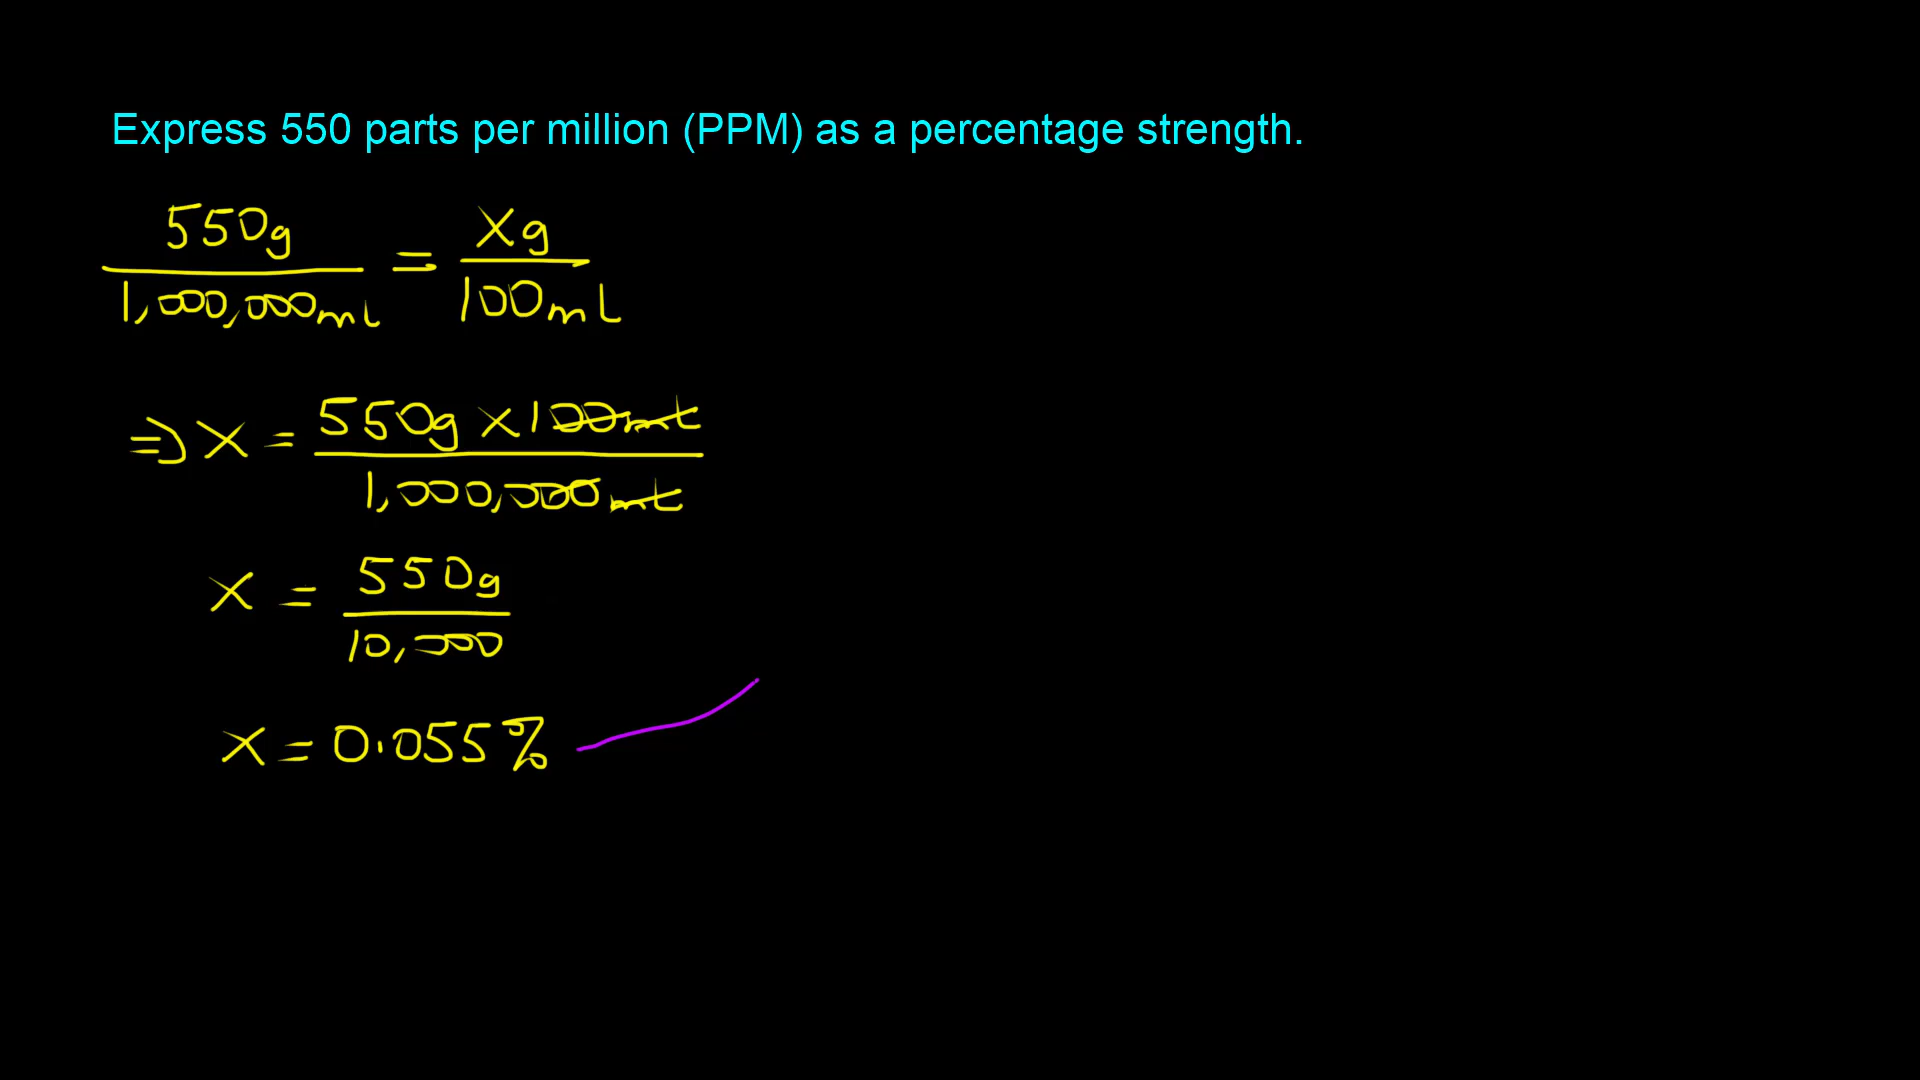 Express 550 parts per million (PPM) as a percentage strength.
550g / 1,000,000mL = Xg / 100mL
⇒ X = 550g × 100mL / 1,000,000mL
X = 550g / 10,000
X = 0.055%